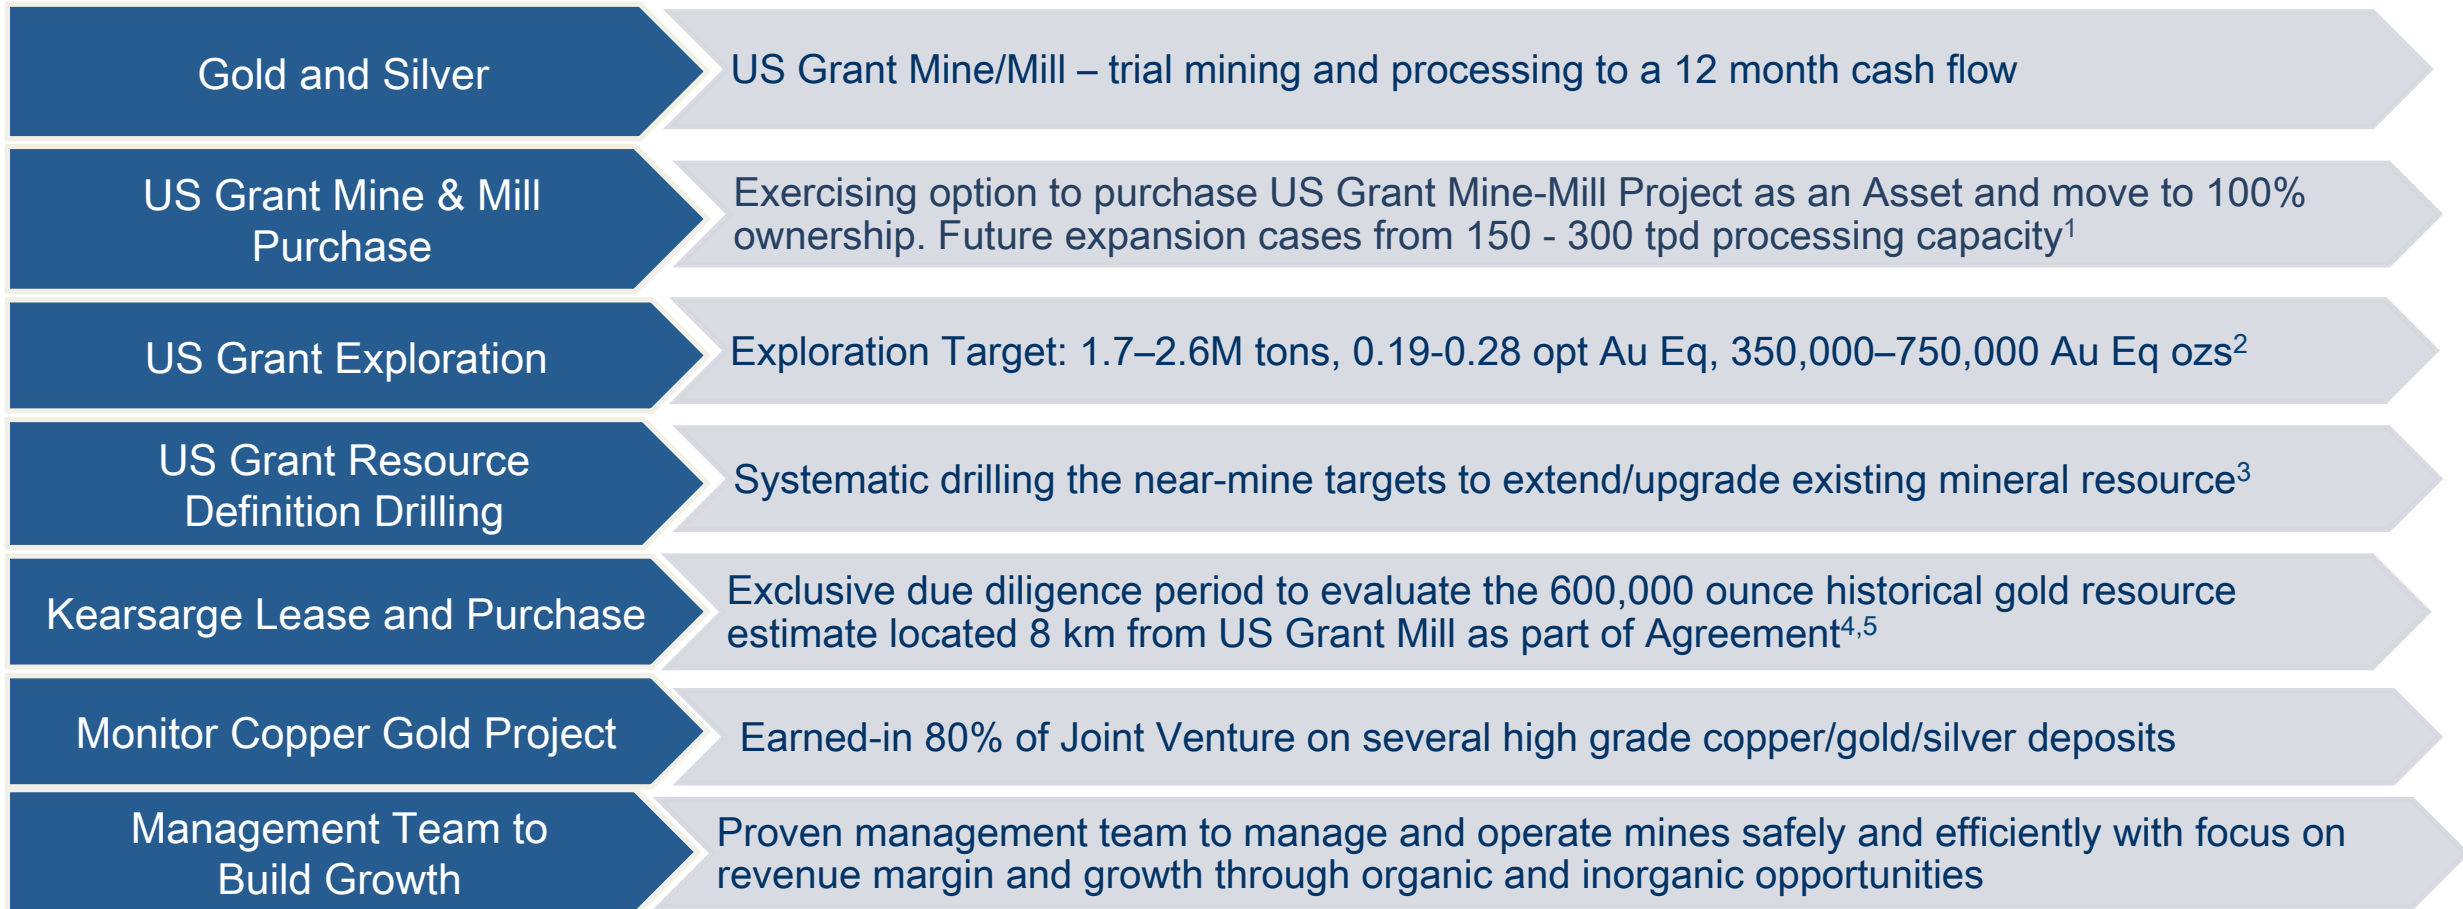 Gold and Silver
US Grant Mine/Mill – trial mining and processing to a 12 month cash flow
US Grant Mine & Mill
Purchase
Exercising option to purchase US Grant Mine-Mill Project as an Asset and move to 100%
ownership. Future expansion cases from 150 - 300 tpd processing capacity¹
US Grant Exploration
Exploration Target: 1.7–2.6M tons, 0.19-0.28 opt Au Eq, 350,000–750,000 Au Eq ozs²
US Grant Resource
Definition Drilling
Systematic drilling the near-mine targets to extend/upgrade existing mineral resource³
Kearsarge Lease and Purchase
Exclusive due diligence period to evaluate the 600,000 ounce historical gold resource
estimate located 8 km from US Grant Mill as part of Agreement⁴,⁵
Monitor Copper Gold Project
Earned-in 80% of Joint Venture on several high grade copper/gold/silver deposits
Management Team to
Build Growth
Proven management team to manage and operate mines safely and efficiently with focus on
revenue margin and growth through organic and inorganic opportunities